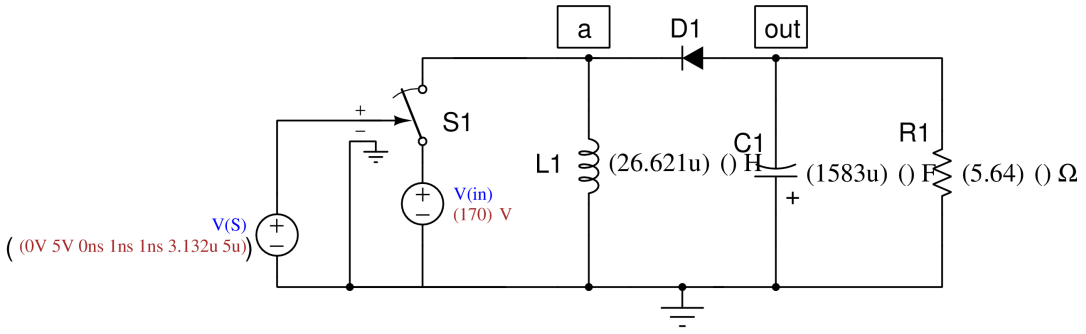 a
D1
out
+
−
S1
C1
R1
L1
(26.621u) () H
(1583u) () F
(5.64) () Ω
+
+
−
V(in)
(170) V
V(S)
( (0V 5V 0ns 1ns 1ns 3.132u 5u))
+
−